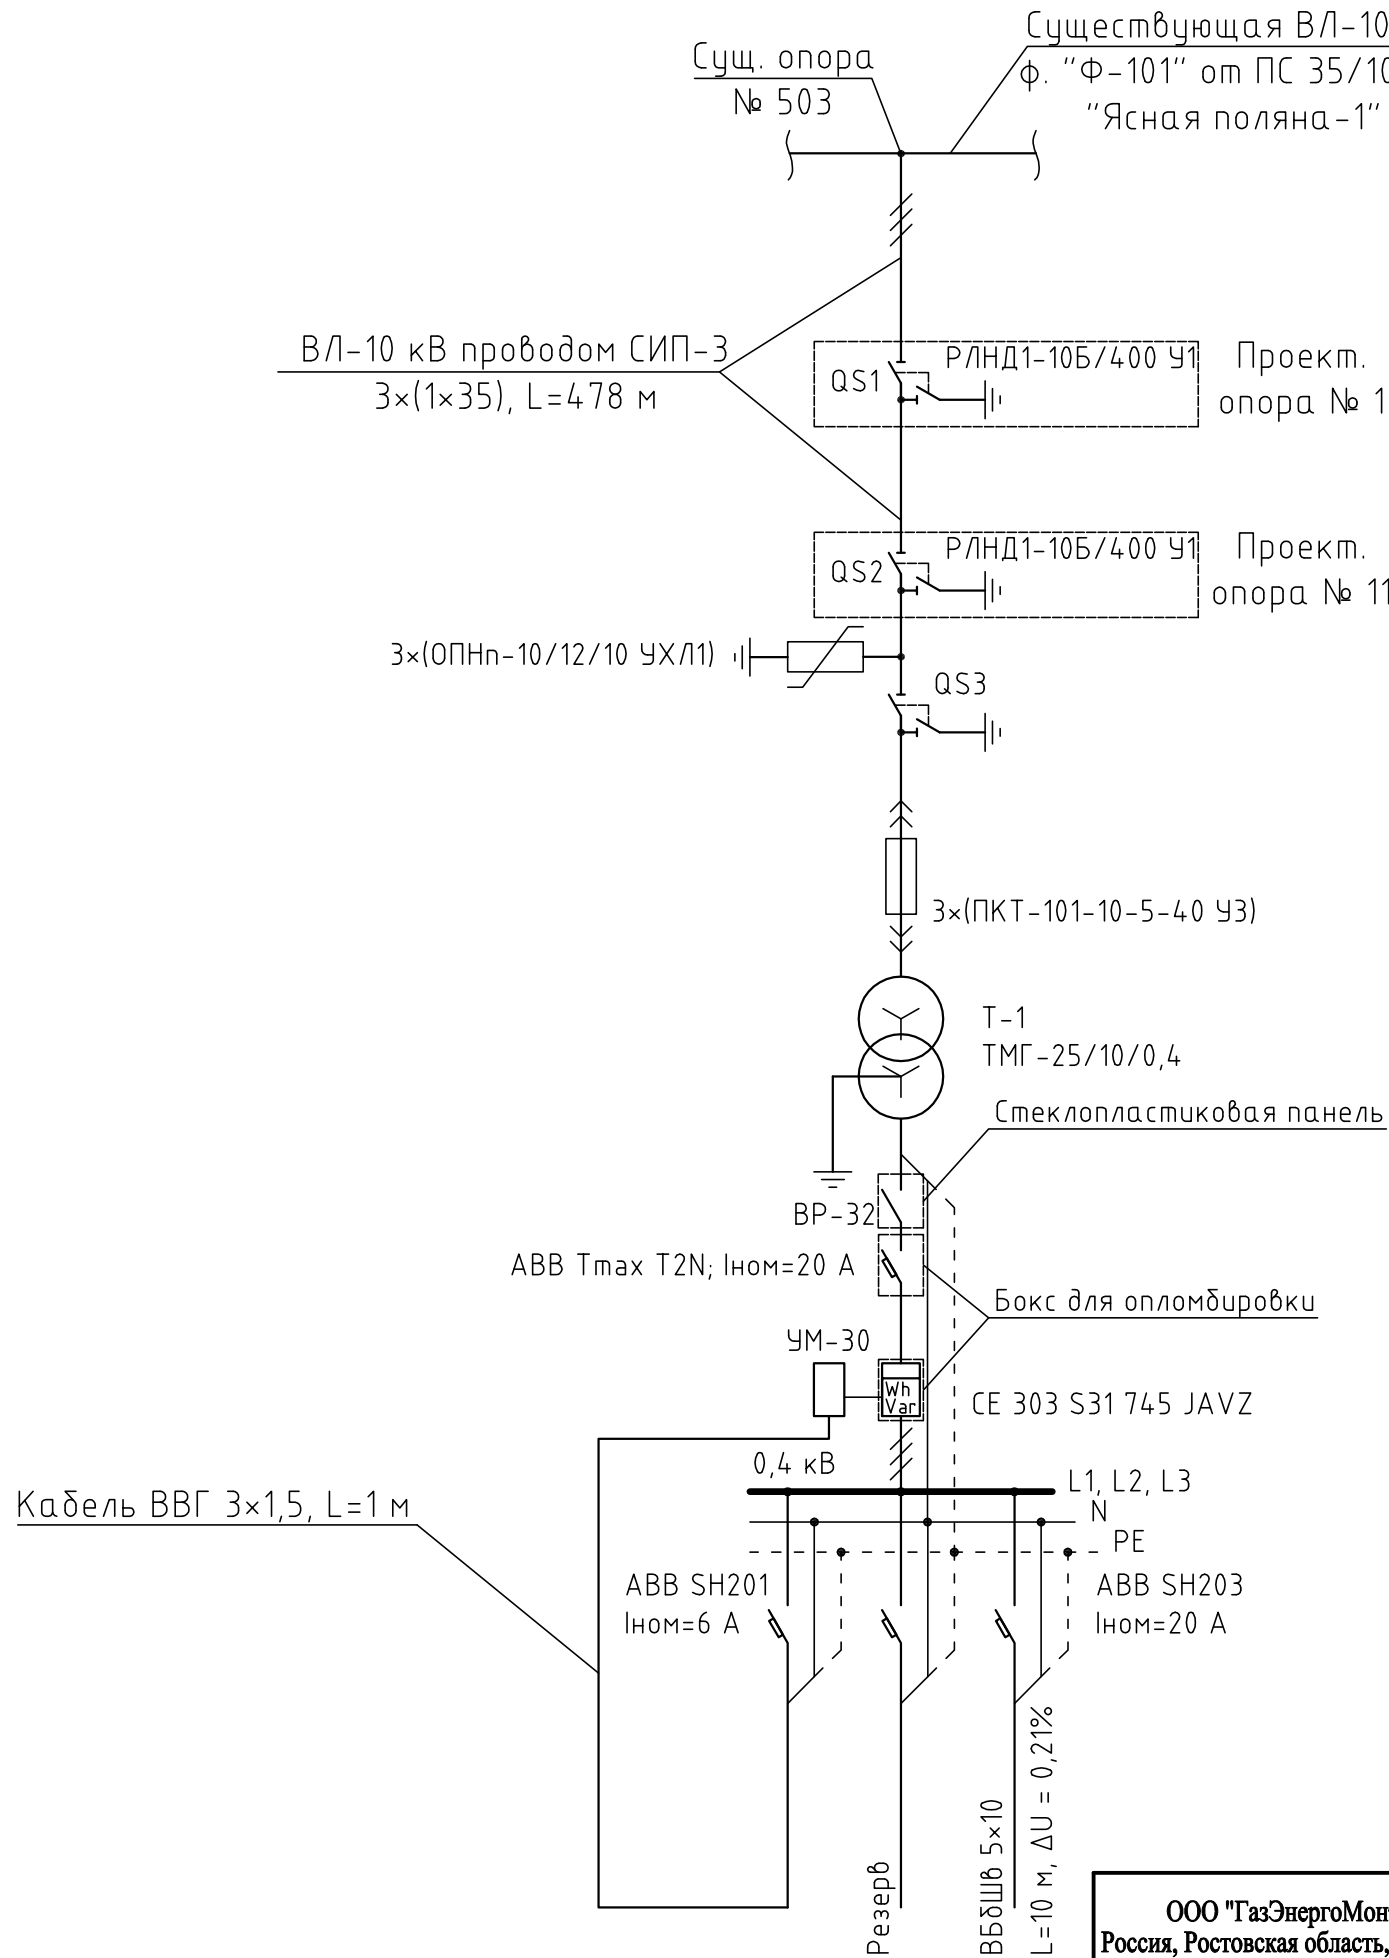 Существующая ВЛ-10
ф. "Ф-101" от ПС 35/10
"Ясная поляна-1"
Сущ. опора
№ 503
ВЛ-10 кВ проводом СИП-3
3×(1×35), L=478 м
QS1
РЛНД1-10Б/400 У1
Проект.
опора № 1
QS2
РЛНД1-10Б/400 У1
Проект.
опора № 11
3×(ОПНп-10/12/10 УХЛ1)
QS3
3×(ПКТ-101-10-5-40 У3)
Т-1
ТМГ-25/10/0,4
Стеклопластиковая панель
ВР-32
ABB Tmax T2N; Iном=20 А
Бокс для опломбировки
УМ-30
Wh
Var
CE 303 S31 745 JAVZ
0,4 кВ
L1, L2, L3
N
PE
Кабель ВВГ 3×1,5, L=1 м
ABB SH201
Iном=6 А
ABB SH203
Iном=20 А
Резерв
ВБбШв 5×10
L=10 м, ΔU = 0,21%
ООО "ГазЭнергоМон
Россия, Ростовская область,